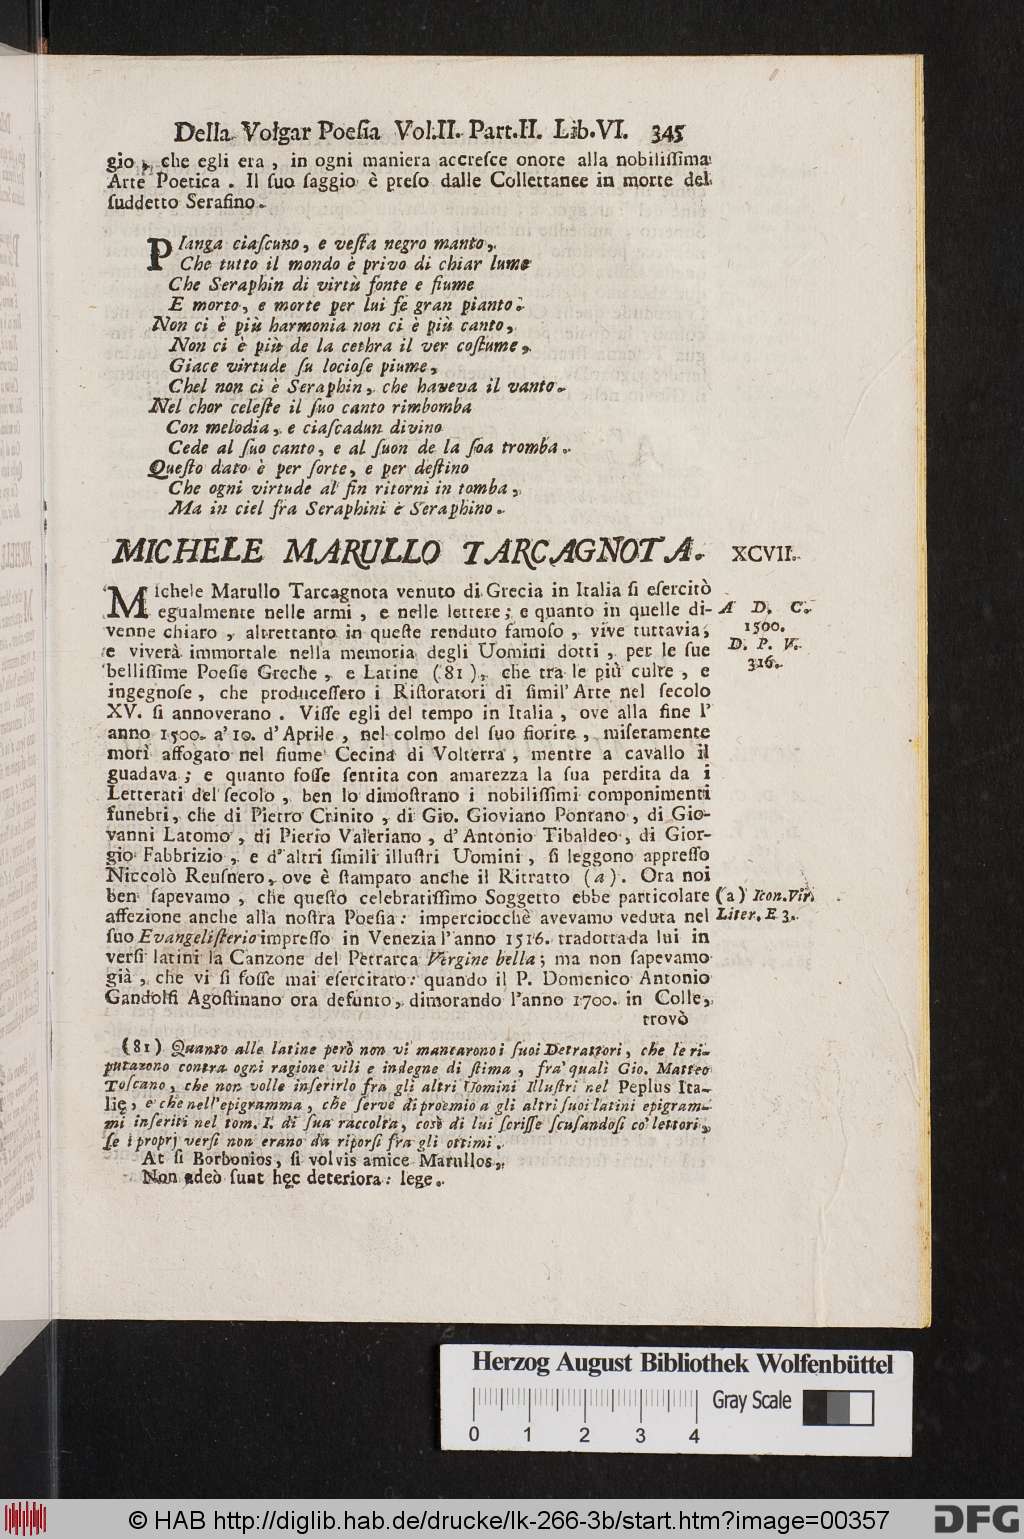 Della Volgar Poesia Vol.II. Part.II. Lib.VI. 345
gio, che egli era, in ogni maniera accresce onore alla nobilissima
Arte Poetica. Il suo saggio è preso dalle Collettanee in morte del
suddetto Serafino.
PIanga ciascuno, e vesta negro manto,
Che tutto il mondo è privo di chiar lume
Che Seraphin di virtù fonte e fiume
E morto, e morte per lui fe gran pianto:
Non ci è più harmonia non ci è più canto,
Non ci è più de la cethra il ver costume,
Giace virtude su lociose piume,
Chel non ci è Seraphin, che haveva il vanto.
Nel chor celeste il suo canto rimbomba
Con melodia, e ciascadun divino
Cede al suo canto, e al suon de la soa tromba.
Questo dato è per sorte, e per destino
Che ogni virtude al fin ritorni in tomba,
Ma in ciel fra Seraphini è Seraphino.
MICHELE MARULLO TARCAGNOTA. XCVII.
MIchele Marullo Tarcagnota venuto di Grecia in Italia si esercitò
egualmente nelle armi, e nelle lettere; e quanto in quelle di-
venne chiaro, altrettanto in queste renduto famoso, vive tuttavia,
e viverà immortale nella memoria degli Uomini dotti, per le sue
bellissime Poesie Greche, e Latine (81), che tra le più culte, e
ingegnose, che producessero i Ristoratori di simil' Arte nel secolo
XV. si annoverano. Visse egli del tempo in Italia, ove alla fine l'
anno 1500. a' 10. d'Aprile, nel colmo del suo fiorire, miseramente
morì affogato nel fiume Cecina di Volterra, mentre a cavallo il
guadava; e quanto fosse sentita con amarezza la sua perdita da i
Letterati del secolo, ben lo dimostrano i nobilissimi componimenti
funebri, che di Pietro Crinito, di Gio. Gioviano Pontano, di Gio-
vanni Latomo, di Pierio Valeriano, d'Antonio Tibaldeo, di Gior-
gio Fabbrizio, e d'altri simili illustri Uomini, si leggono appresso
Niccolò Reusnero, ove è stampato anche il Ritratto (a). Ora noi
ben sapevamo, che questo celebratissimo Soggetto ebbe particolare
affezione anche alla nostra Poesia: imperciocchè avevamo veduta nel
suo Evangelisterio impresso in Venezia l'anno 1516. tradotta da lui in
versi latini la Canzone del Petrarca Vergine bella; ma non sapevamo
già, che vi si fosse mai esercitato: quando il P. Domenico Antonio
Gandolfi Agostinano ora defunto, dimorando l'anno 1700. in Colle,
trovò
A D. C.
1500.
D. P. V.
316.
(a) Icon. Vir.
Liter. E 3.
(81) Quanto alle latine però non vi mancarono i suoi Detrattori, che le ri-
putarono contra ogni ragione vili e indegne di stima, fra' quali Gio. Matteo
Toscano, che non volle inserirlo fra gli altri Uomini Illustri nel Peplus Ita-
lię, e che nell'epigramma, che serve di proemio a gli altri suoi latini epigram-
mi inseriti nel tom. I. di sua raccolta, così di lui scrisse scusandosi co' lettori,
se i proprj versi non erano da riporsi fra gli ottimi.
At si Borbonios, si volvis amice Marullos,
Non adeò sunt hęc deteriora: lege.
Herzog August Bibliothek Wolfenbüttel
0 1 2 3 4
Gray Scale
© HAB http://diglib.hab.de/drucke/lk-266-3b/start.htm?image=00357
DFG